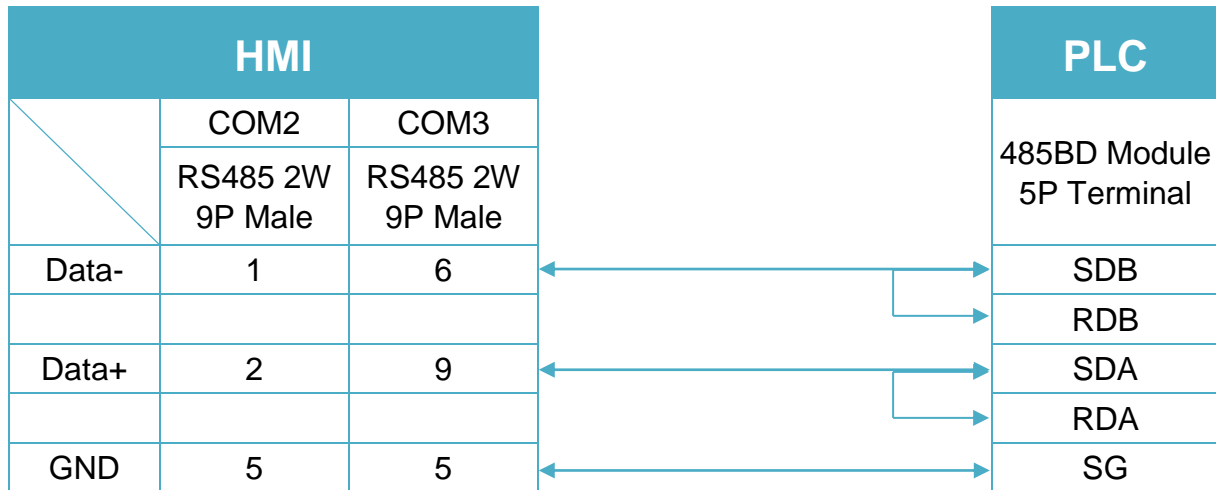 HMI PLC
COM2 COM3
485BD Module
5P Terminal
RS485 2W RS485 2W
9P Male 9P Male
Data- 1 6 SDB
RDB
Data+ 2 9 SDA
RDA
GND 5 5 SG